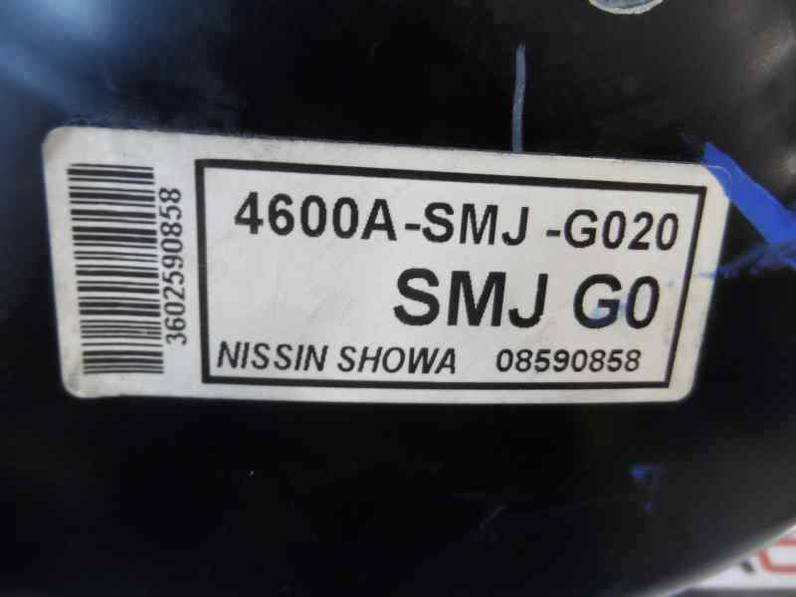 3602590858
4600A-SMJ -G020
SMJ G0
NISSIN SHOWA 08590858